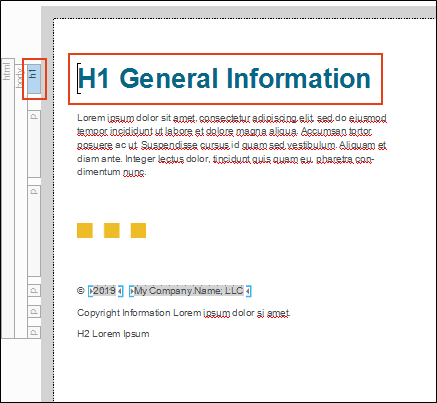 html
body
h1
H1 General Information
p
Lorem ipsum dolor sit amet, consectetur adipiscing elit, sed do eiusmod
tempor incididunt ut labore et dolore magna aliqua. Accumsan tortor
posuere ac ut. Suspendisse cursus id quam sed vestibulum. Aliquam et
diam ante. Integer lectus dolor, tincidunt quis quam eu, pharetra con-
dimentum nunc.
p
p
© 2019 My Company Name, LLC
p
Copyright Information Lorem ipsum dolor si amet
p
H2 Lorem Ipsum